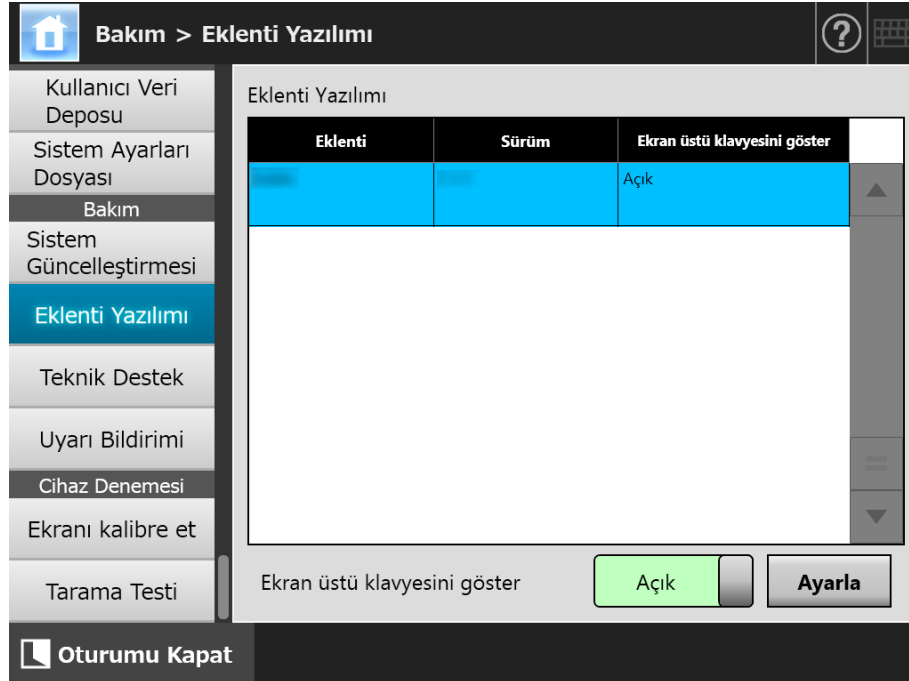 Bakım > Eklenti Yazılımı
?
Kullanıcı Veri
Deposu
Sistem Ayarları
Dosyası
Bakım
Sistem
Güncelleştirmesi
Eklenti Yazılımı
Teknik Destek
Uyarı Bildirimi
Cihaz Denemesi
Ekranı kalibre et
Tarama Testi
Eklenti Yazılımı
Eklenti Sürüm Ekran üstü klavyesini göster
Açık
Ekran üstü klavyesini göster Açık Ayarla
Oturumu Kapat